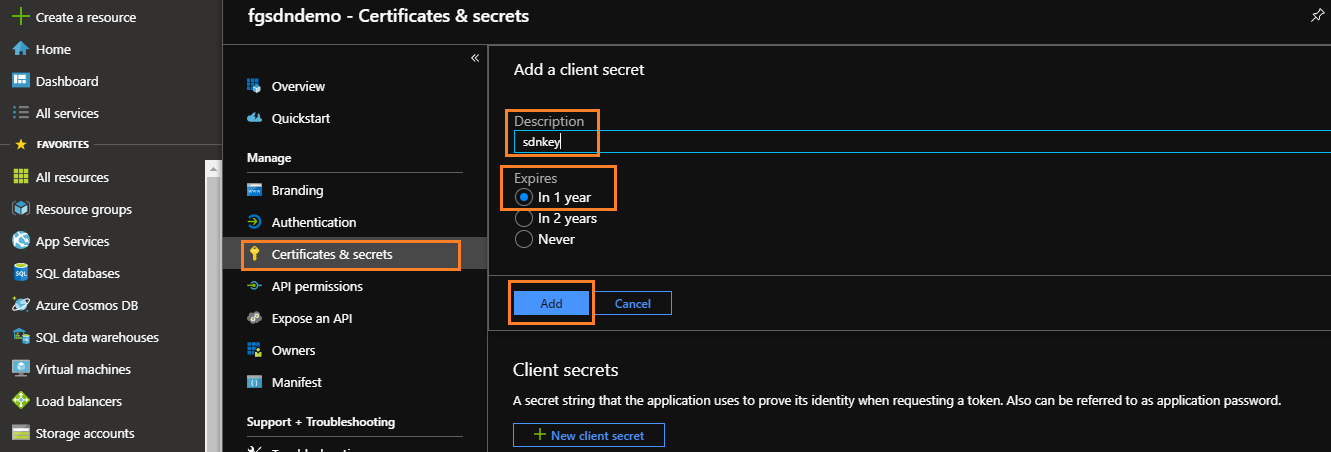 Create a resource
Home
Dashboard
All services
FAVORITES
All resources
Resource groups
App Services
SQL databases
Azure Cosmos DB
SQL data warehouses
Virtual machines
Load balancers
Storage accounts
fgsdndemo - Certificates & secrets
«
Overview
Quickstart
Manage
Branding
Authentication
Certificates & secrets
API permissions
Expose an API
Owners
Manifest
Support + Troubleshooting
Add a client secret
Description
sdnkey
Expires
In 1 year
In 2 years
Never
Add Cancel
Client secrets
A secret string that the application uses to prove its identity when requesting a token. Also can be referred to as application password.
New client secret